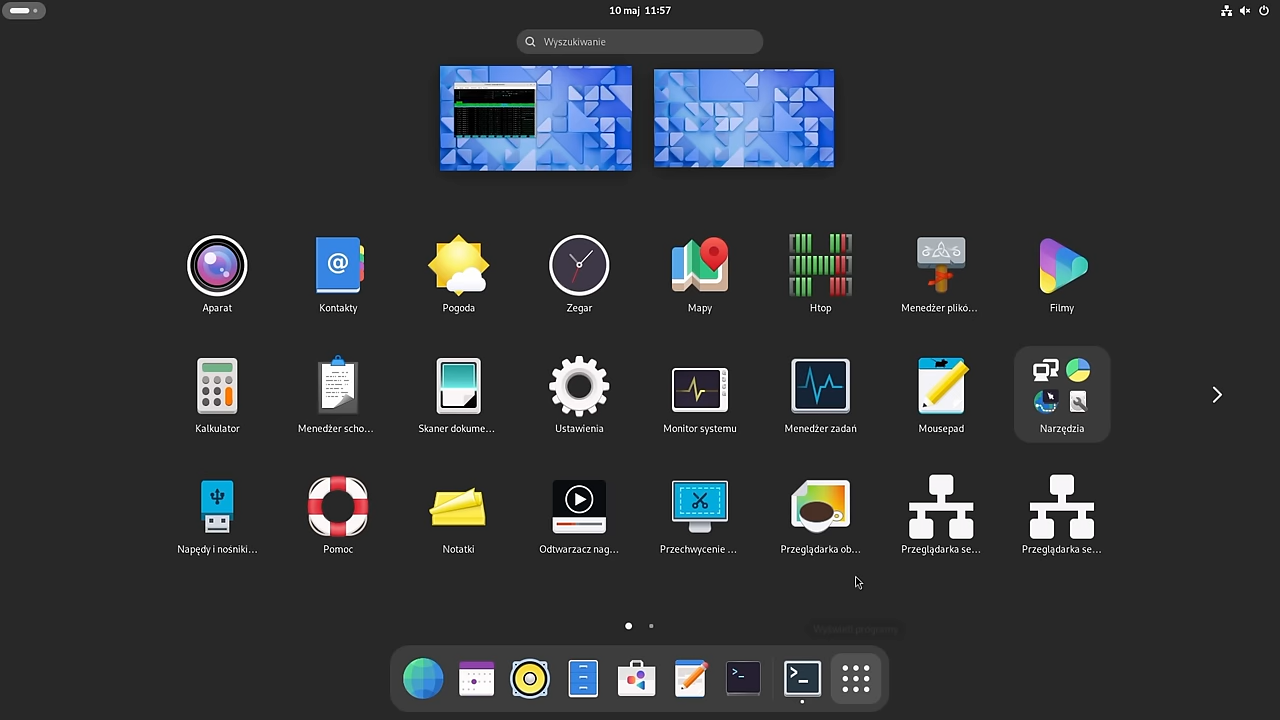 10 maj 11:57
Wyszukiwanie
Aparat
Kontakty
Pogoda
Zegar
Mapy
Htop
Menedżer plikó...
Filmy
Kalkulator
Menedżer scho...
Skaner dokume...
Ustawienia
Monitor systemu
Menedżer zadań
Mousepad
Narzędzia
Napędy i nośniki...
Pomoc
Notatki
Odtwarzacz nag...
Przechwycenie ...
Przeglądarka ob...
Przeglądarka se...
Przeglądarka se...